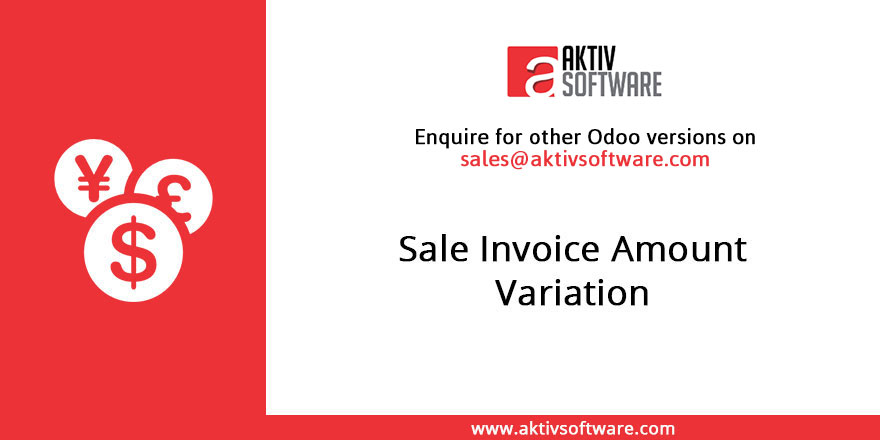 ¥
£
$
a AKTIV
SOFTWARE
Enquire for other Odoo versions on
sales@aktivsoftware.com
Sale Invoice Amount
Variation
www.aktivsoftware.com